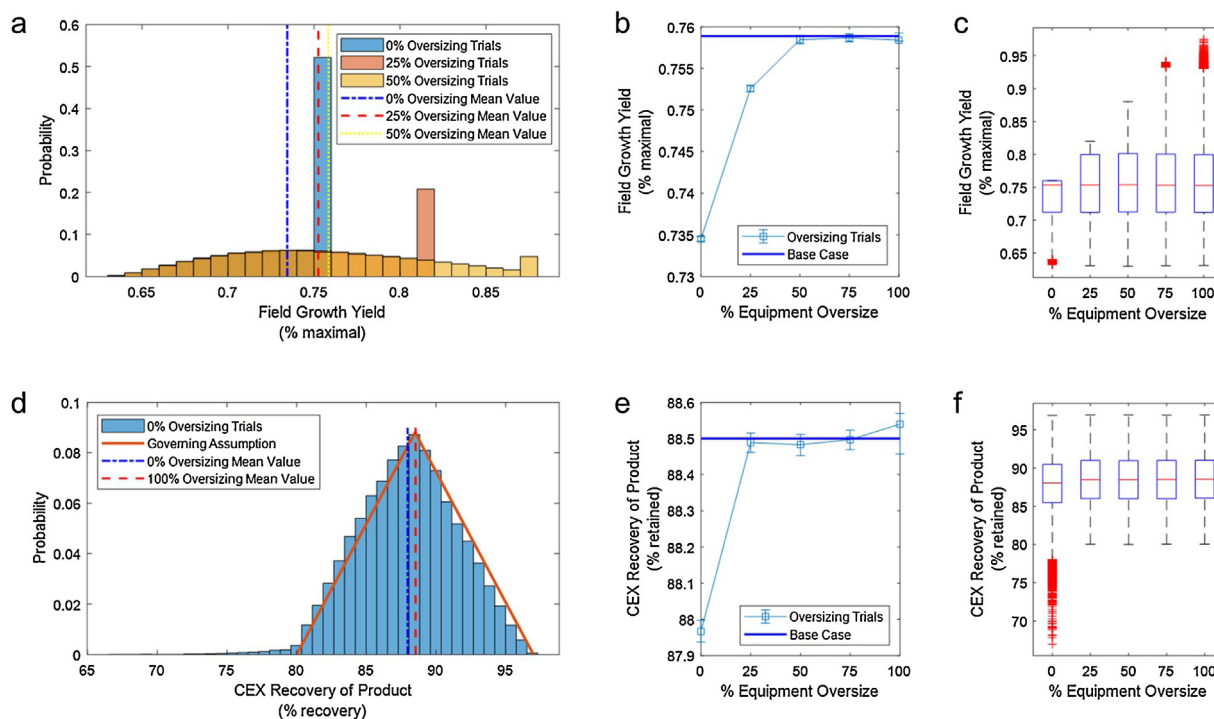 a
0.6
0.5
0.4
0.3
0.2
0.1
0
Probability
0% Oversizing Trials
25% Oversizing Trials
50% Oversizing Trials
0% Oversizing Mean Value
25% Oversizing Mean Value
50% Oversizing Mean Value
0.65 0.7 0.75 0.8 0.85
Field Growth Yield
(% maximal)
b
0.76
0.755
0.75
0.745
0.74
0.735
0.73
Field Growth Yield
(% maximal)
Oversizing Trials
Base Case
0 25 50 75 100
% Equipment Oversize
c
0.95
0.9
0.85
0.8
0.75
0.7
0.65
Field Growth Yield
(% maximal)
0 25 50 75 100
% Equipment Oversize
d
0.1
0.08
0.06
0.04
0.02
0
Probability
0% Oversizing Trials
Governing Assumption
0% Oversizing Mean Value
100% Oversizing Mean Value
65 70 75 80 85 90 95
CEX Recovery of Product
(% recovery)
e
88.6
88.5
88.4
88.3
88.2
88.1
88
87.9
CEX Recovery of Product
(% retained)
Oversizing Trials
Base Case
0 25 50 75 100
% Equipment Oversize
f
95
90
85
80
75
70
CEX Recovery of Product
(% retained)
0 25 50 75 100
% Equipment Oversize